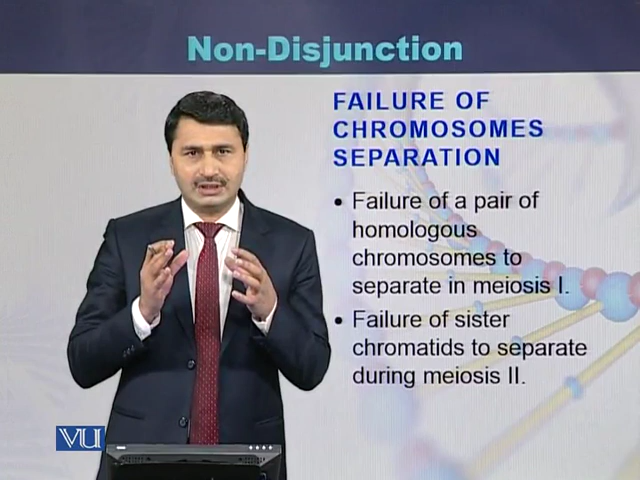 Non-Disjunction
FAILURE OF
CHROMOSOMES
SEPARATION
• Failure of a pair of
homologous
chromosomes to
separate in meiosis I.
• Failure of sister
chromatids to separate
during meiosis II.
VU